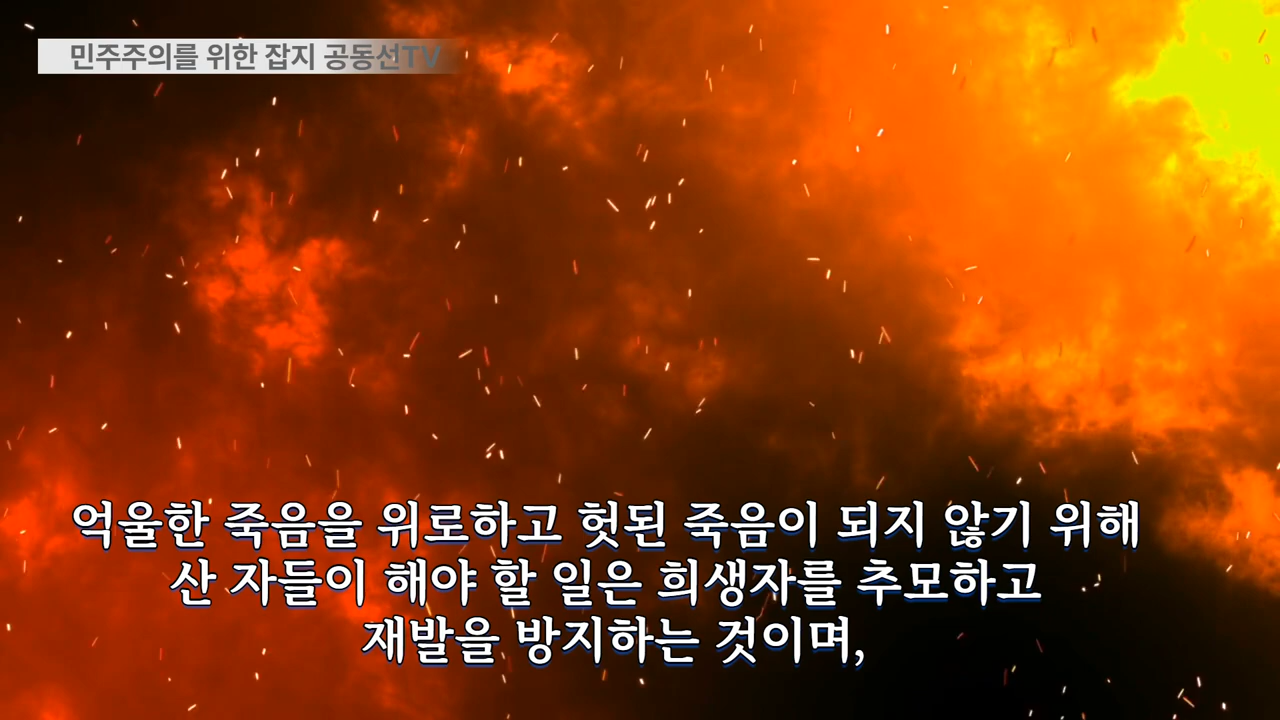 민주주의를 위한 잡지 공동선TV
억울한 죽음을 위로하고 헛된 죽음이 되지 않기 위해
산 자들이 해야 할 일은 희생자를 추모하고
재발을 방지하는 것이며,